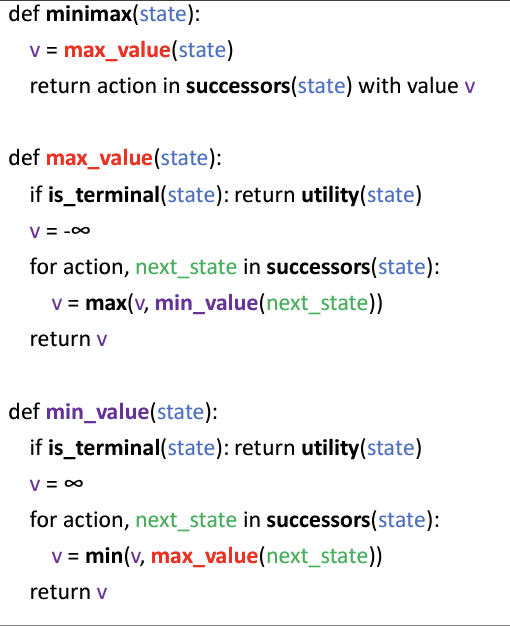 def minimax(state):
v = max_value(state)
return action in successors(state) with value v
def max_value(state):
if is_terminal(state): return utility(state)
v = -∞
for action, next_state in successors(state):
v = max(v, min_value(next_state))
return v
def min_value(state):
if is_terminal(state): return utility(state)
v = ∞
for action, next_state in successors(state):
v = min(v, max_value(next_state))
return v